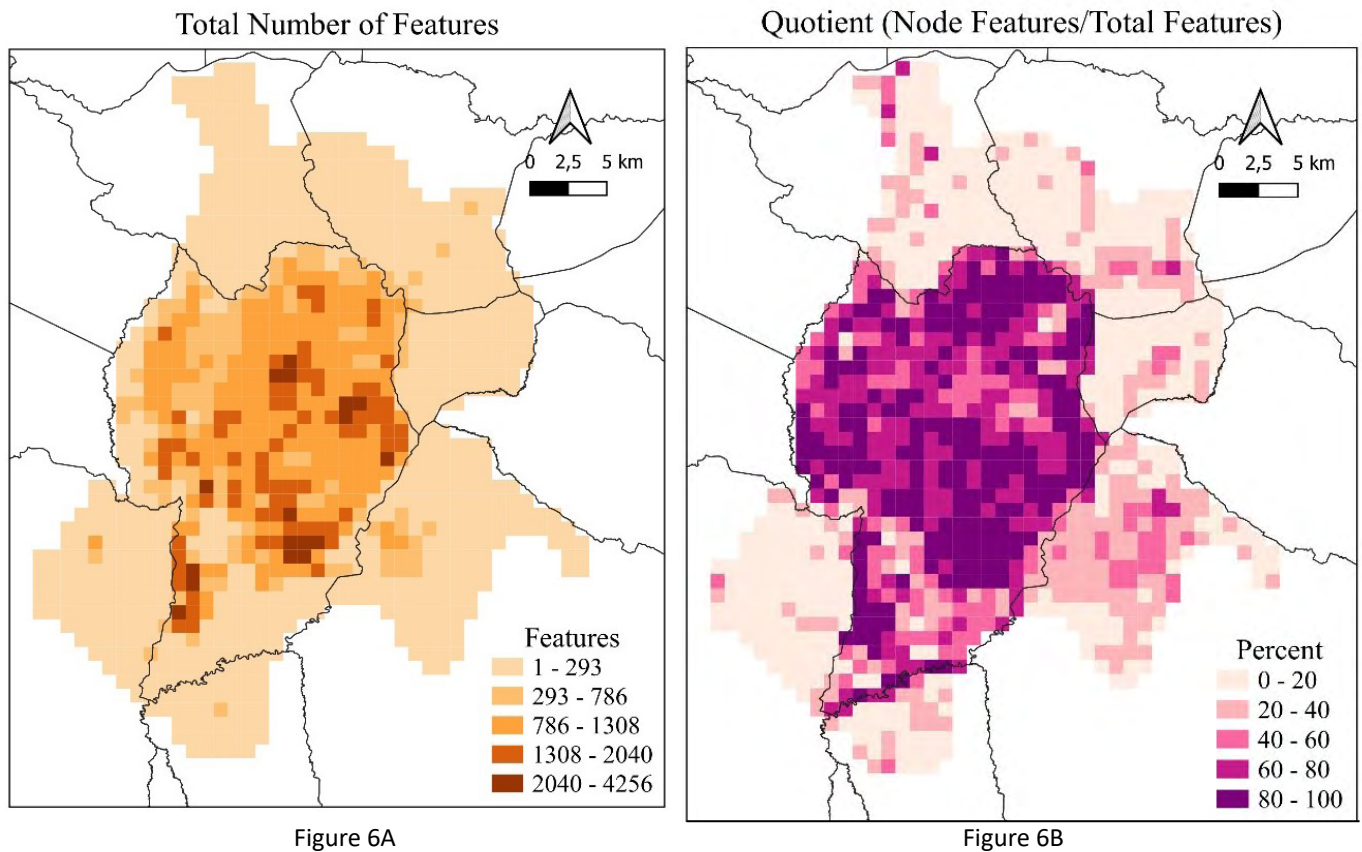 Total Number of Features
0 2,5 5 km
Features
1 - 293
293 - 786
786 - 1308
1308 - 2040
2040 - 4256
Figure 6A
Quotient (Node Features/Total Features)
0 2,5 5 km
Percent
0 - 20
20 - 40
40 - 60
60 - 80
80 - 100
Figure 6B